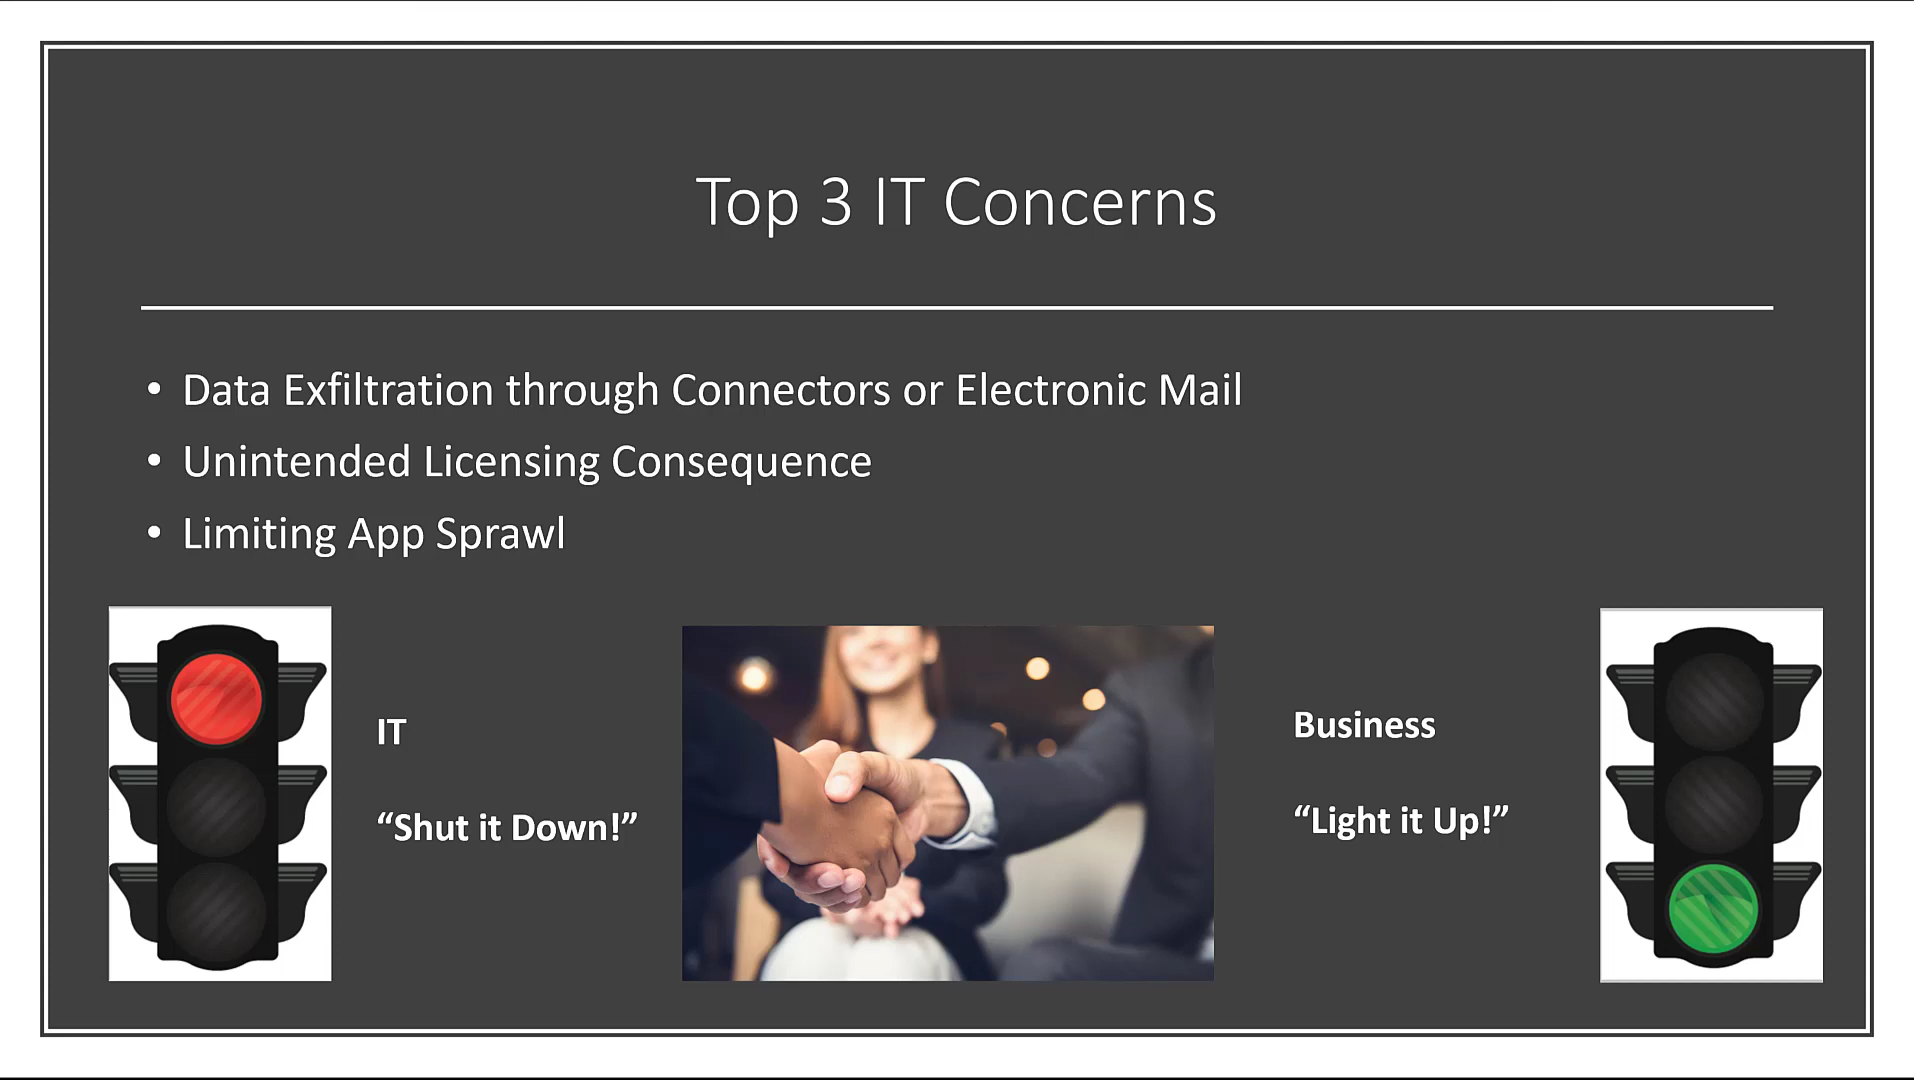 Top 3 IT Concerns
• Data Exfiltration through Connectors or Electronic Mail
• Unintended Licensing Consequence
• Limiting App Sprawl
IT
“Shut it Down!”
Business
“Light it Up!”